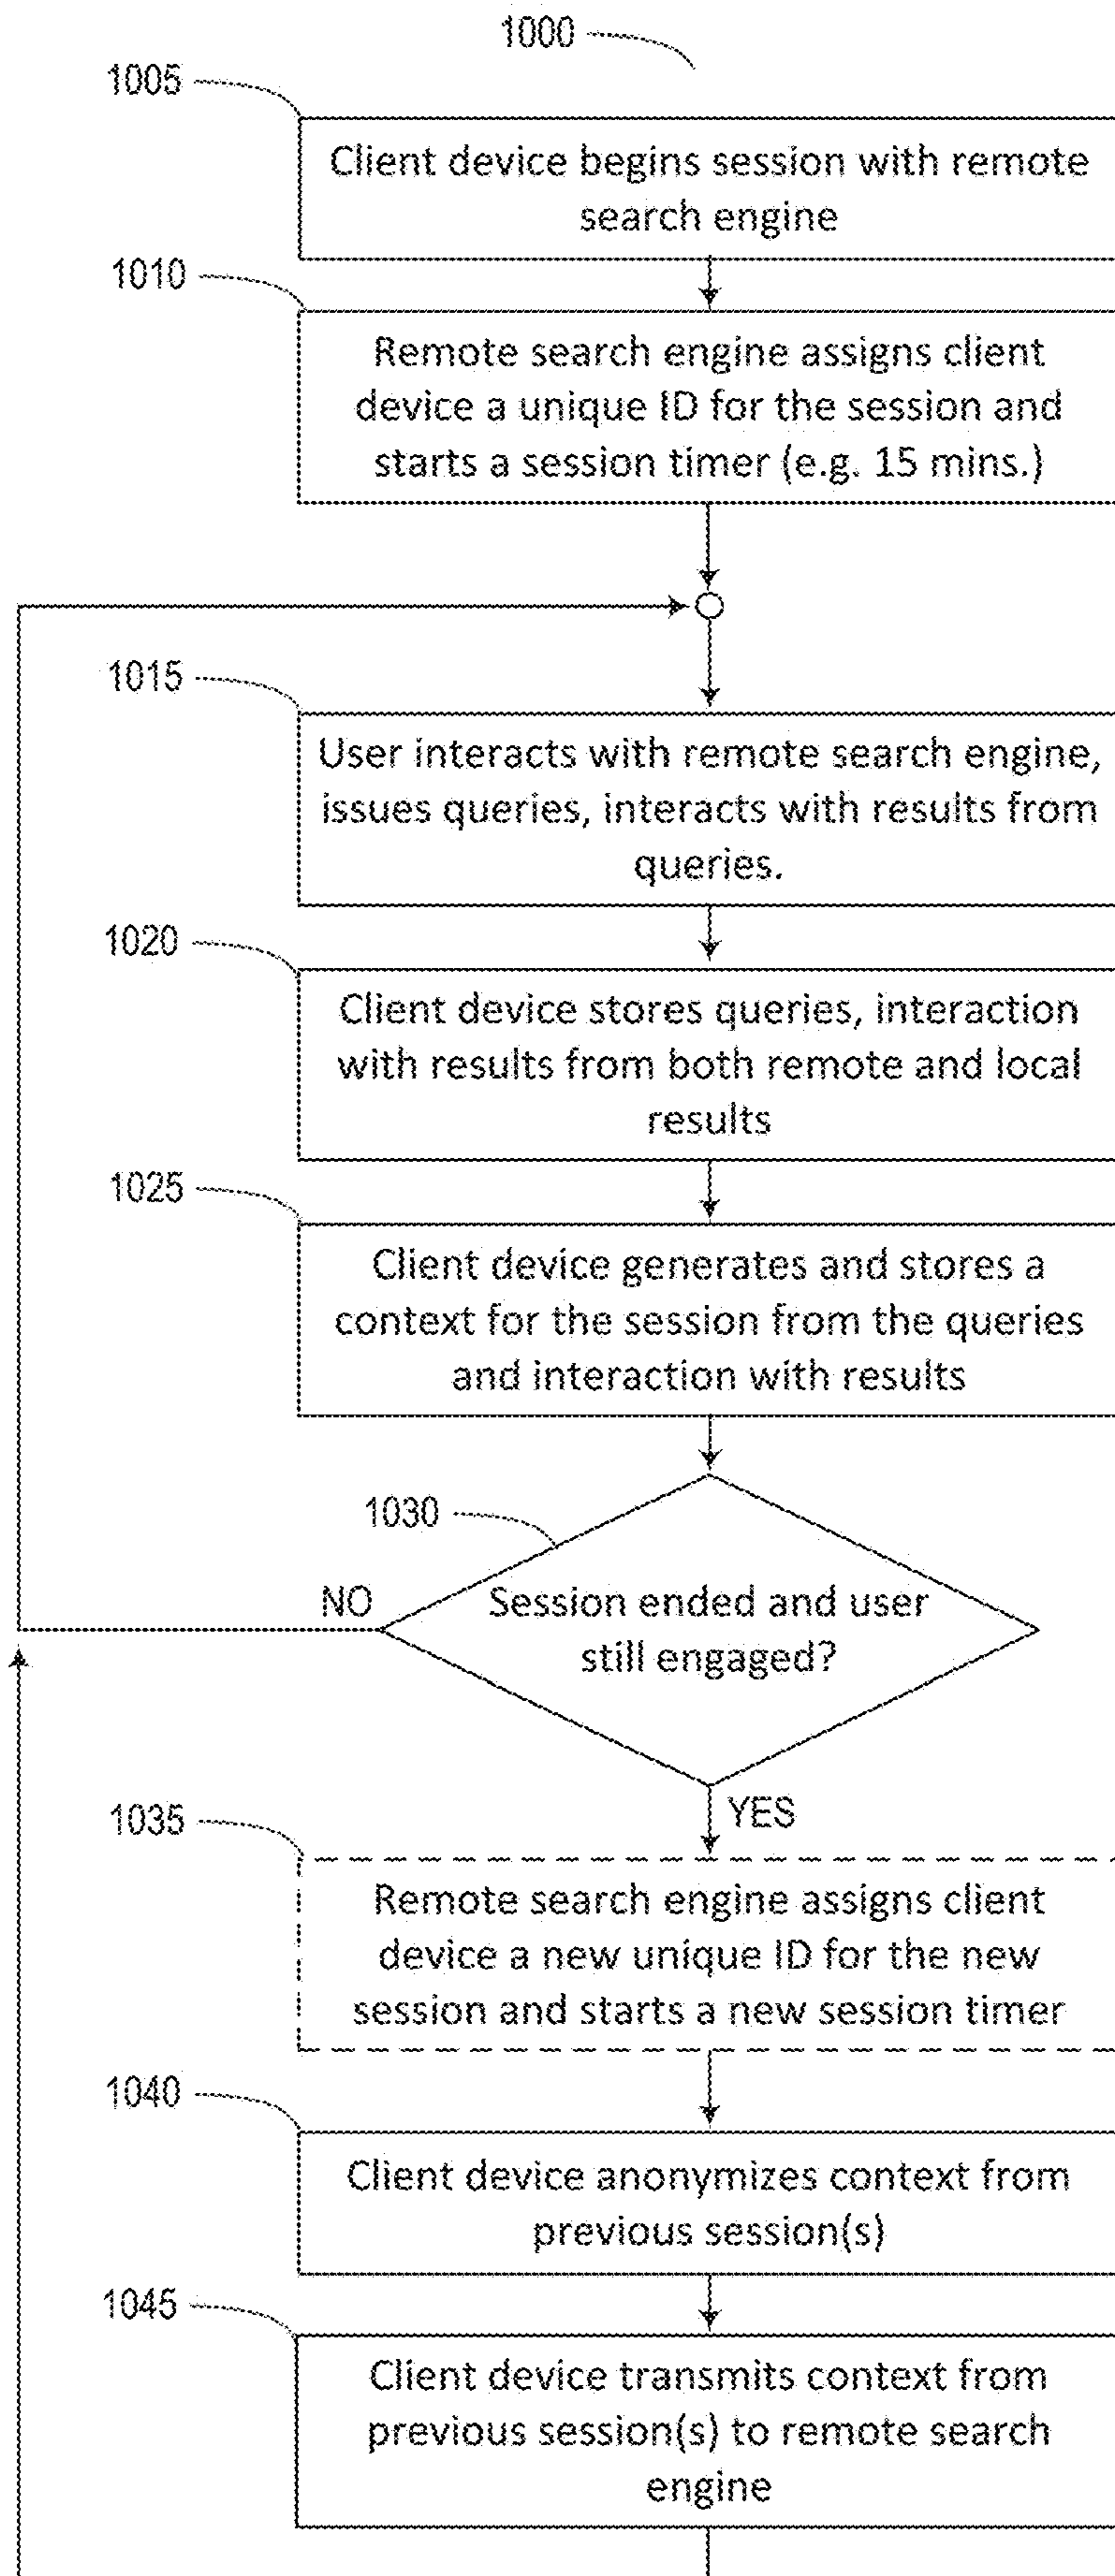 1000
1005
Client device begins session with remote
search engine
1010
Remote search engine assigns client
device a unique ID for the session and
starts a session timer (e.g. 15 mins.)
1015
User interacts with remote search engine,
issues queries, interacts with results from
queries.
1020
Client device stores queries, interaction
with results from both remote and local
results
1025
Client device generates and stores a
context for the session from the queries
and interaction with results
1030
NO
Session ended and user
still engaged?
YES
1035
Remote search engine assigns client
device a new unique ID for the new
session and starts a new session timer
1040
Client device anonymizes context from
previous session(s)
1045
Client device transmits context from
previous session(s) to remote search
engine